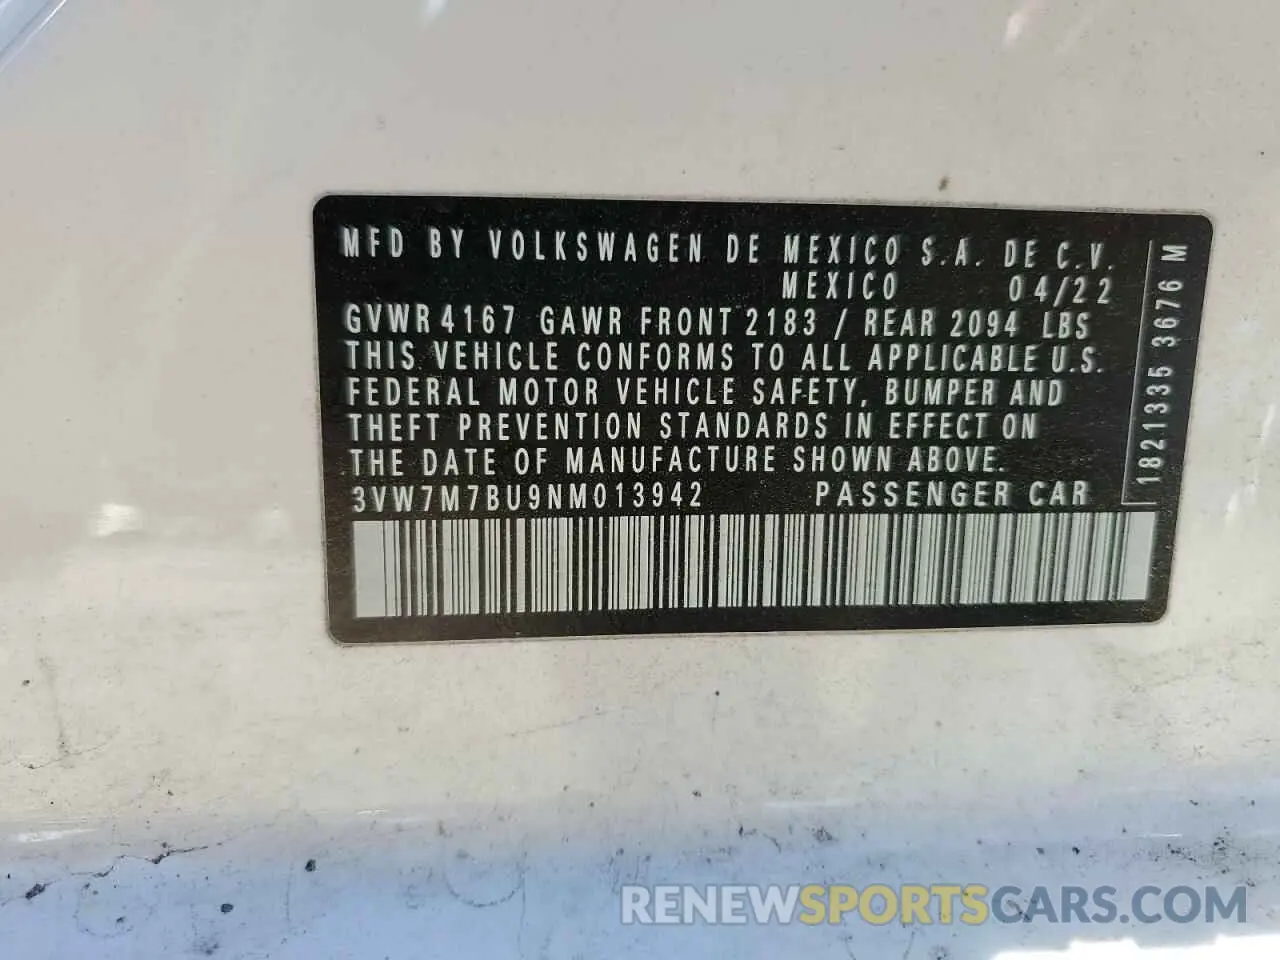 MFD BY VOLKSWAGEN DE MEXICO S.A. DE C.V.
MEXICO 04/22
GVWR 4167 GAWR FRONT 2183 / REAR 2094 LBS
THIS VEHICLE CONFORMS TO ALL APPLICABLE U.S.
FEDERAL MOTOR VEHICLE SAFETY, BUMPER AND
THEFT PREVENTION STANDARDS IN EFFECT ON
THE DATE OF MANUFACTURE SHOWN ABOVE.
3VW7M7BU9NM013942 PASSENGER CAR
1821335 3676 M
RENEWSPORTSCARS.COM